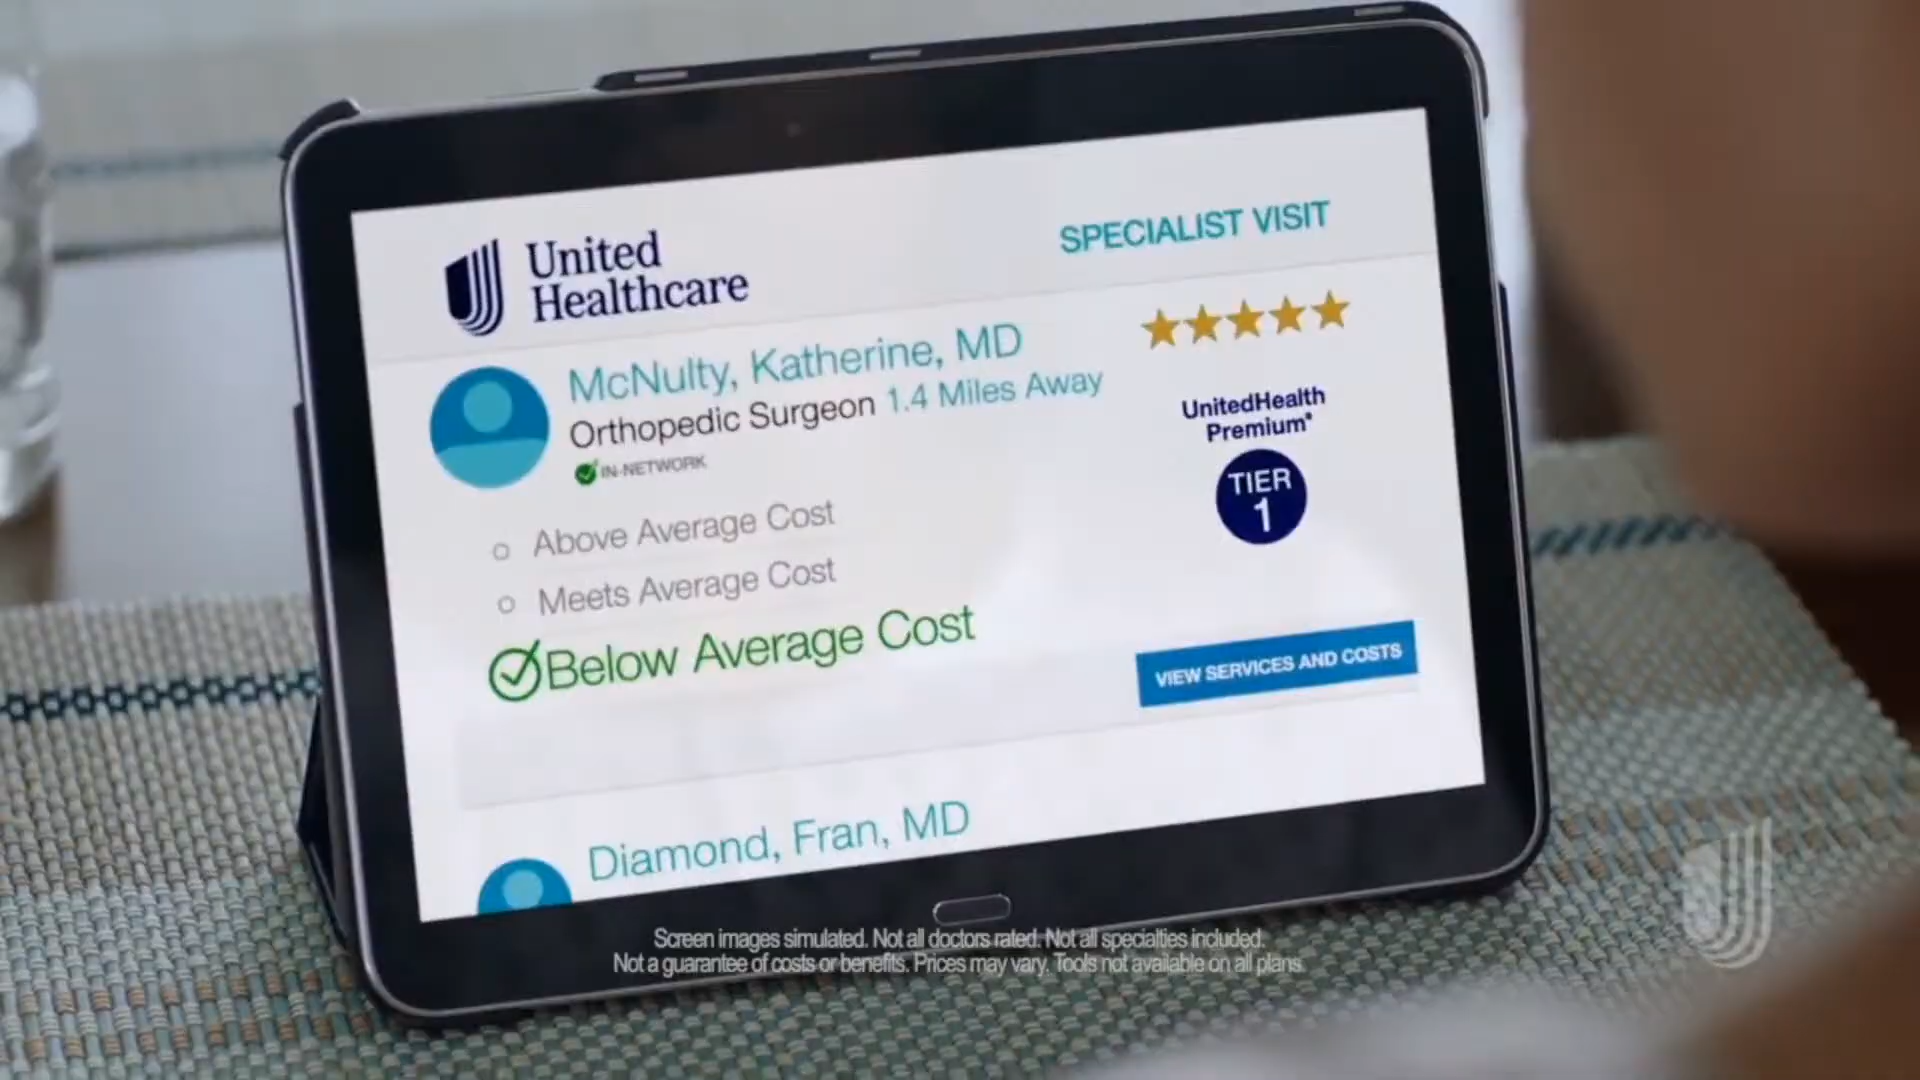 United
Healthcare
SPECIALIST VISIT
McNulty, Katherine, MD
Orthopedic Surgeon 1.4 Miles Away
IN-NETWORK
UnitedHealth
Premium®
TIER
1
Above Average Cost
Meets Average Cost
Below Average Cost
VIEW SERVICES AND COSTS
Diamond, Fran, MD
Screen images simulated. Not all doctors rated. Not all specialties included.
Not a guarantee of costs or benefits. Prices may vary. Tools not available on all plans.